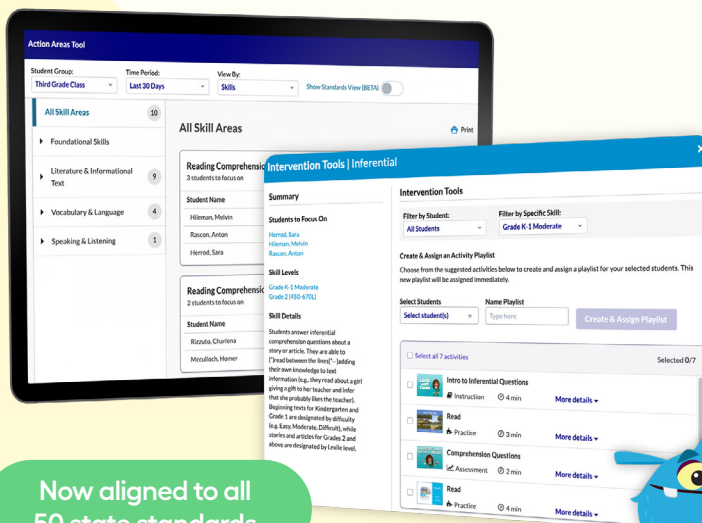 Action Areas Tool
Student Group:
Time Period:
View By:
Third Grade Class
Last 30 Days
Skills
Show Standards View (BETA)
All Skill Areas
10
Foundational Skills
Literature & Informational
Text
9
Vocabulary & Language
4
Speaking & Listening
1
All Skill Areas
Print
Reading Comprehensio
3 students to focus on
Student Name
Hileman, Melvin
Rascon, Anton
Herrod, Sara
Reading Comprehensio
2 students to focus on
Student Name
Rizzuto, Charlena
Mccullach, Homer
Intervention Tools | Inferential
Summary
Students to Focus On
Herrod, Sara
Hileman, Melvin
Rascon, Anton
Skill Levels
Grade K-1 Moderate
Grade 2 (450-670L)
Skill Details
Students answer inferential
comprehension questions about a
story or article. They are able to
["]read between the lines["—]adding
their own knowledge to text
information (e.g., they read about a girl
giving a gift to her teacher and infer
that she probably likes the teacher).
Beginning texts for Kindergarten and
Grade 1 are designated by difficulty
(e.g. Easy, Moderate, Difficult), while
stories and articles for Grades 2 and
above are designated by Lexile level.
Intervention Tools
Filter by Student:
Filter by Specific Skill:
All Students
Grade K-1 Moderate
Create & Assign an Activity Playlist
Choose from the suggested activities below to create and assign a playlist for your selected students. This
new playlist will be assigned immediately.
Select Students
Name Playlist
Select student(s)
Type here
Create & Assign Playlist
Select all 7 activities
Selected 0/7
Intro to Inferential Questions
Instruction
4 min
More details
Read
Practice
3 min
More details
Comprehension Questions
Assessment
2 min
More details
Read
Practice
4 min
More details
Now aligned to all
50 state standards